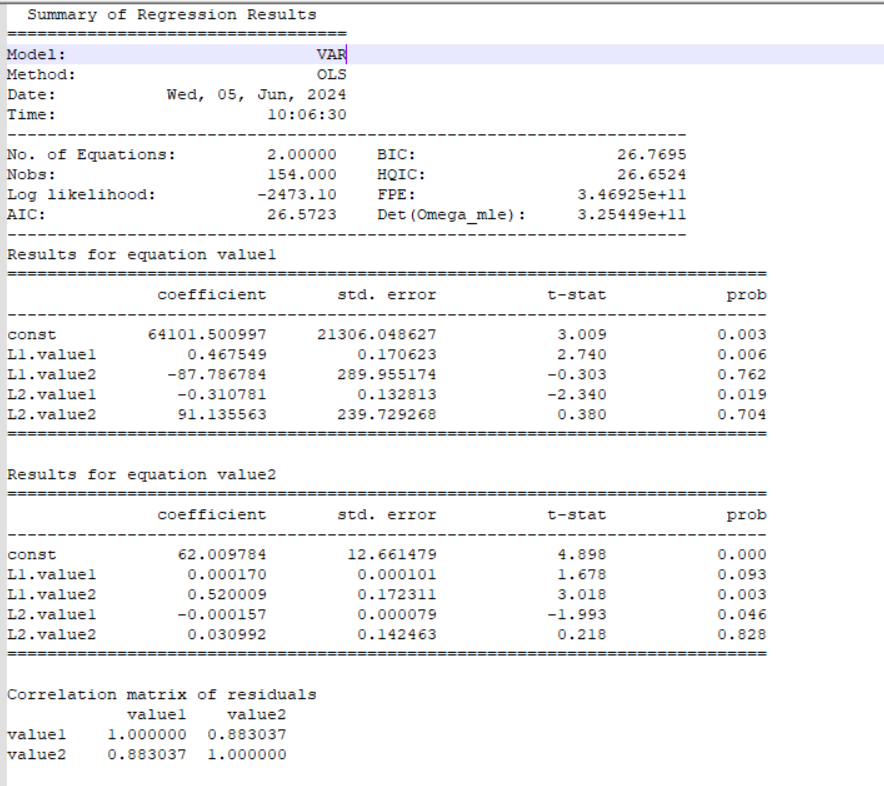 Summary of Regression Results
==================================
Model: VAR
Method: OLS
Date: Wed, 05, Jun, 2024
Time: 10:06:30
--------------------------------------------------------------------
No. of Equations: 2.00000 BIC: 26.7695
Nobs: 154.000 HQIC: 26.6524
Log likelihood: -2473.10 FPE: 3.46925e+11
AIC: 26.5723 Det(Omega_mle): 3.25449e+11
--------------------------------------------------------------------
Results for equation value1
============================================================================
coefficient std. error t-stat prob
----------------------------------------------------------------------------
const 64101.500997 21306.048627 3.009 0.003
L1.value1 0.467549 0.170623 2.740 0.006
L1.value2 -87.786784 289.955174 -0.303 0.762
L2.value1 -0.310781 0.132813 -2.340 0.019
L2.value2 91.135563 239.729268 0.380 0.704
============================================================================
Results for equation value2
============================================================================
coefficient std. error t-stat prob
----------------------------------------------------------------------------
const 62.009784 12.661479 4.898 0.000
L1.value1 0.000170 0.000101 1.678 0.093
L1.value2 0.520009 0.172311 3.018 0.003
L2.value1 -0.000157 0.000079 -1.993 0.046
L2.value2 0.030992 0.142463 0.218 0.828
============================================================================
Correlation matrix of residuals
value1 value2
value1 1.000000 0.883037
value2 0.883037 1.000000